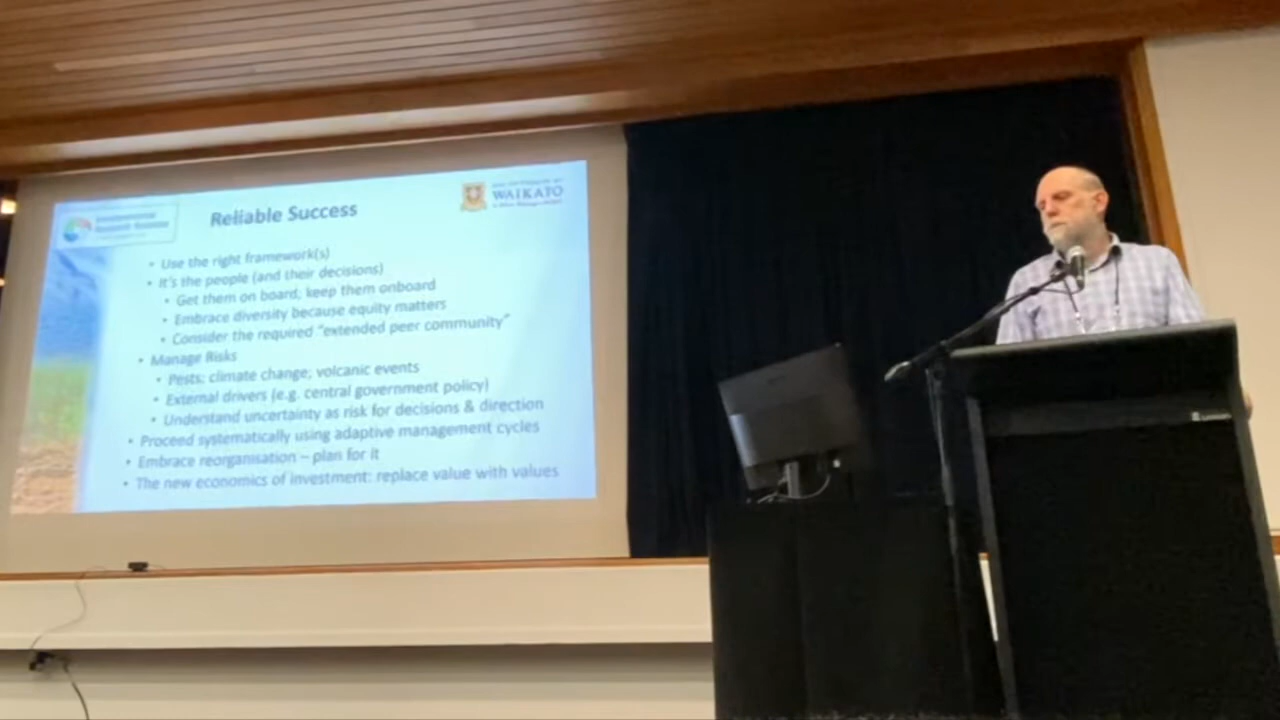 Environmental
Research Institute
Reliable Success
WAIKATO
• Use the right framework(s)
• It's the people (and their decisions)
• Get them on board; keep them onboard
• Embrace diversity because equity matters
• Consider the required "extended peer community"
• Manage Risks
• Pests; climate change; volcanic events
• External drivers (e.g. central government policy)
• Understand uncertainty as risk for decisions & direction
• Proceed systematically using adaptive management cycles
• Embrace reorganisation – plan for it
• The new economics of investment: replace value with values